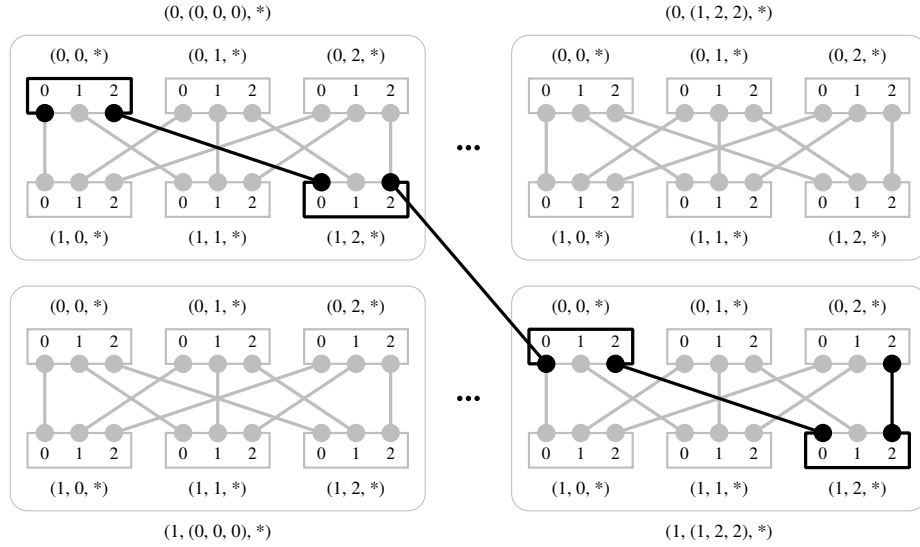 (0, (0, 0, 0), *) (0, (1, 2, 2), *)
(0, 0, *) (0, 1, *) (0, 2, *) (0, 0, *) (0, 1, *) (0, 2, *)
0 1 2 0 1 2 0 1 2 0 1 2 0 1 2 0 1 2
...
0 1 2 0 1 2 0 1 2 0 1 2 0 1 2 0 1 2
(1, 0, *) (1, 1, *) (1, 2, *) (1, 0, *) (1, 1, *) (1, 2, *)
(0, 0, *) (0, 1, *) (0, 2, *) (0, 0, *) (0, 1, *) (0, 2, *)
0 1 2 0 1 2 0 1 2 0 1 2 0 1 2 0 1 2
...
0 1 2 0 1 2 0 1 2 0 1 2 0 1 2 0 1 2
(1, 0, *) (1, 1, *) (1, 2, *) (1, 0, *) (1, 1, *) (1, 2, *)
(1, (0, 0, 0), *) (1, (1, 2, 2), *)